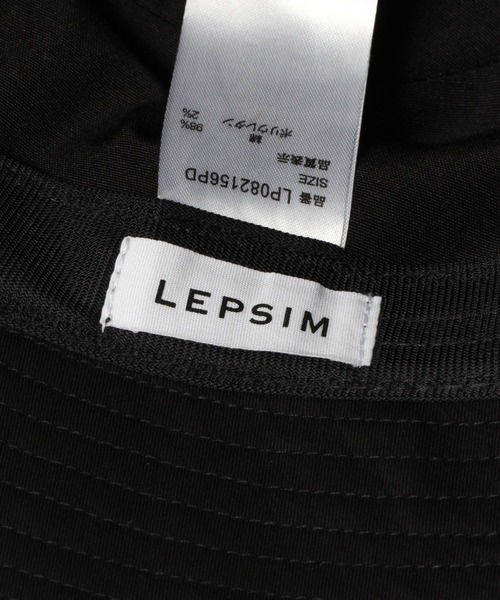 品番 LP082156PD
SIZE
品質表示
綿 98%
ポリウレタン 2%
LEPSIM